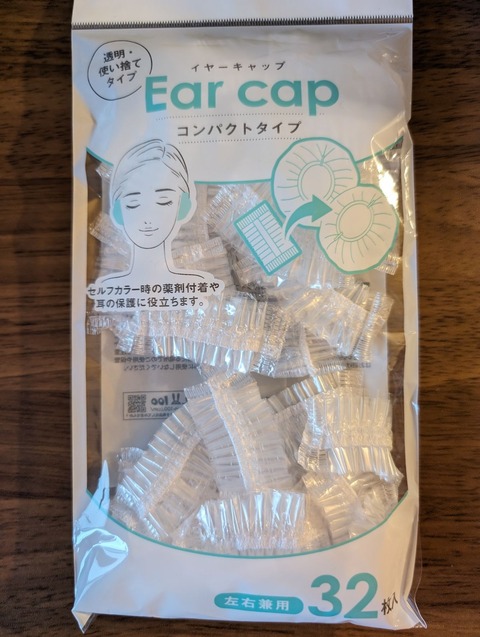 透明・
使い捨て
タイプ
イヤーキャップ
Ear cap
コンパクトタイプ
セルフカラー時の薬剤付着や
耳の保護に役立ちます。
左右兼用 32枚入